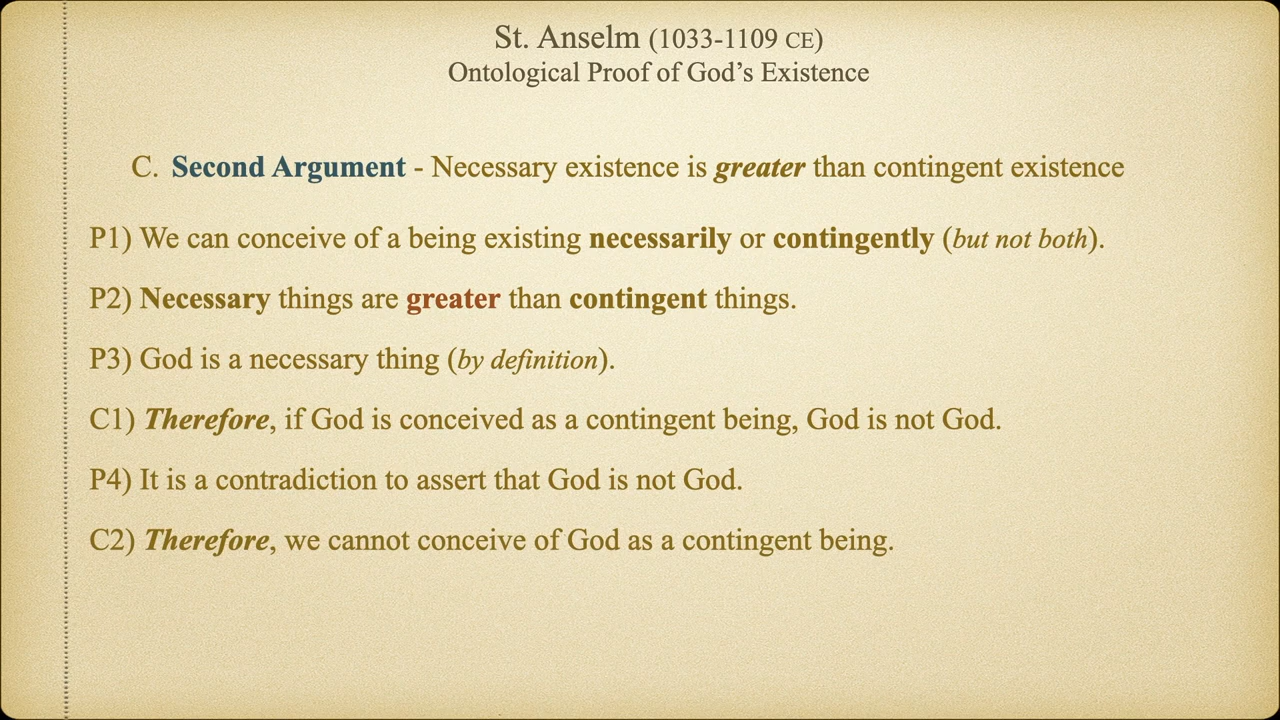 St. Anselm (1033-1109 CE)
Ontological Proof of God’s Existence
C. Second Argument - Necessary existence is greater than contingent existence
P1) We can conceive of a being existing necessarily or contingently (but not both).
P2) Necessary things are greater than contingent things.
P3) God is a necessary thing (by definition).
C1) Therefore, if God is conceived as a contingent being, God is not God.
P4) It is a contradiction to assert that God is not God.
C2) Therefore, we cannot conceive of God as a contingent being.